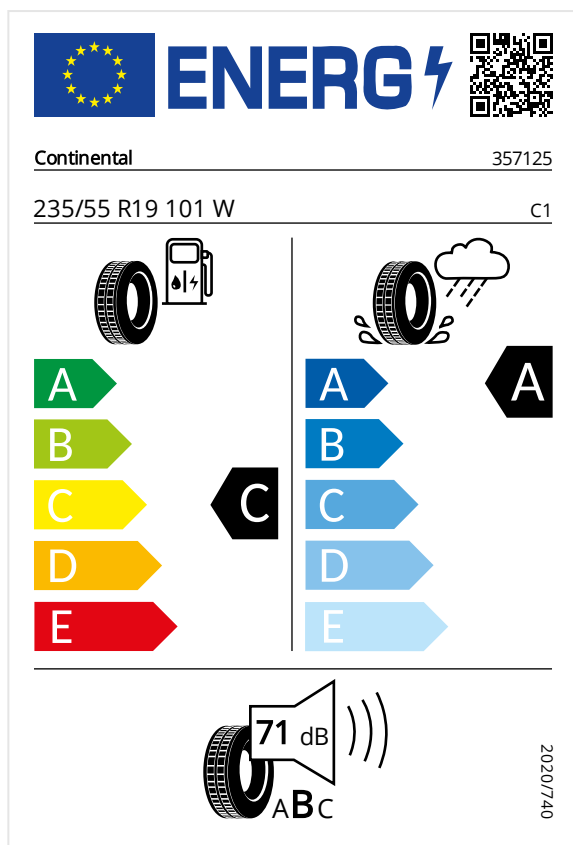 ENERG
Continental 357125
235/55 R19 101 W C1
A A A
B B
C C C
D D
E E
71 dB
ABC
2020/740